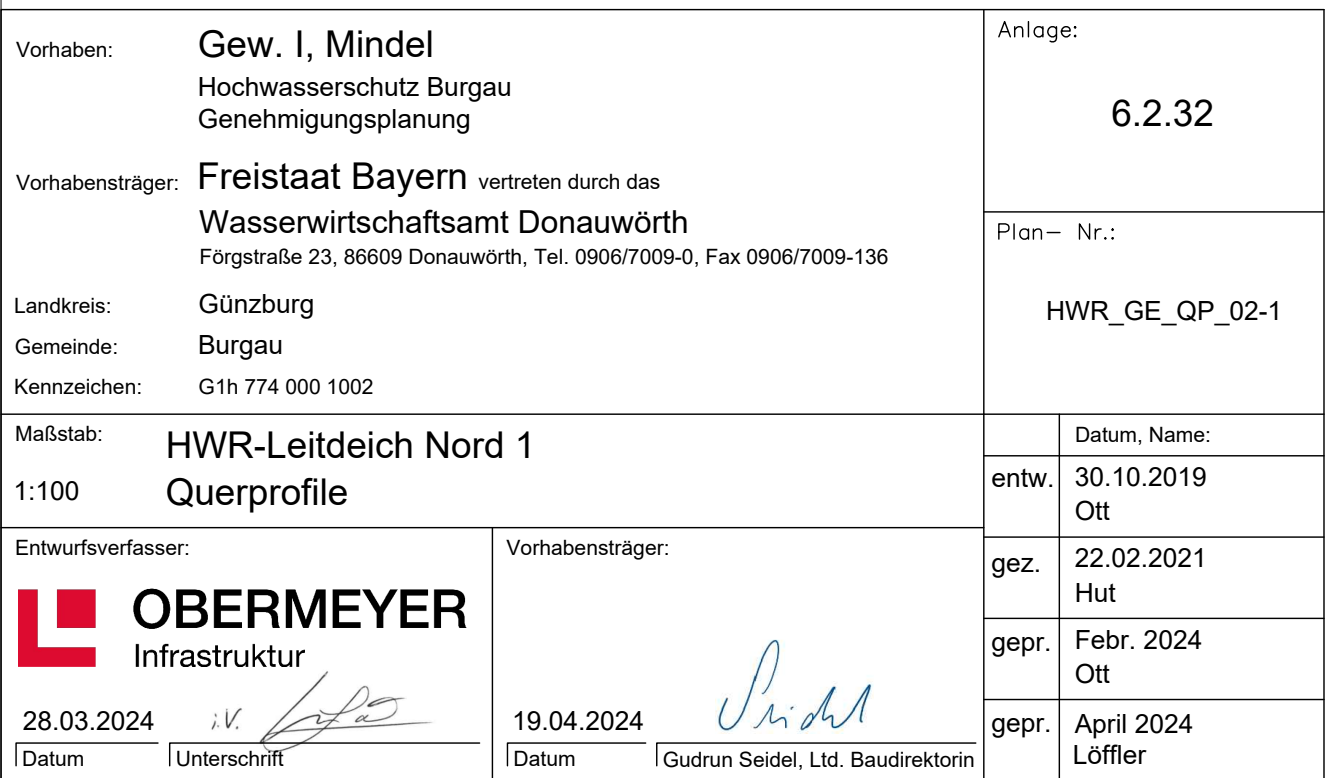 Vorhaben: Gew. I, Mindel
Hochwasserschutz Burgau
Genehmigungsplanung
Vorhabensträger: Freistaat Bayern vertreten durch das
Wasserwirtschaftsamt Donauwörth
Förgstraße 23, 86609 Donauwörth, Tel. 0906/7009-0, Fax 0906/7009-136
Landkreis: Günzburg
Gemeinde: Burgau
Kennzeichen: G1h 774 000 1002
Anlage:
6.2.32
Plan- Nr.:
HWR_GE_QP_02-1
Maßstab:
1:100
HWR-Leitdeich Nord 1
Querprofile
Datum, Name:
entw. 30.10.2019
Ott
gez. 22.02.2021
Hut
gepr. Febr. 2024
Ott
gepr. April 2024
Löffler
Entwurfsverfasser:
OBERMEYER
Infrastruktur
28.03.2024 i.V.
Datum Unterschrift
Vorhabensträger:
19.04.2024 Seidel
Datum Gudrun Seidel, Ltd. Baudirektorin